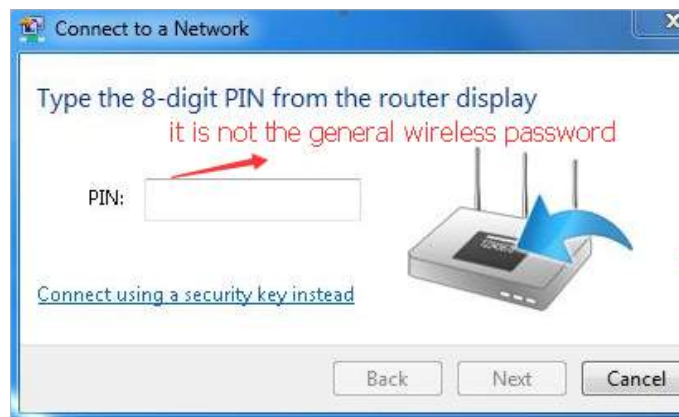 Connect to a Network
X
Type the 8-digit PIN from the router display
it is not the general wireless password
PIN:
Connect using a security key instead
Back Next Cancel